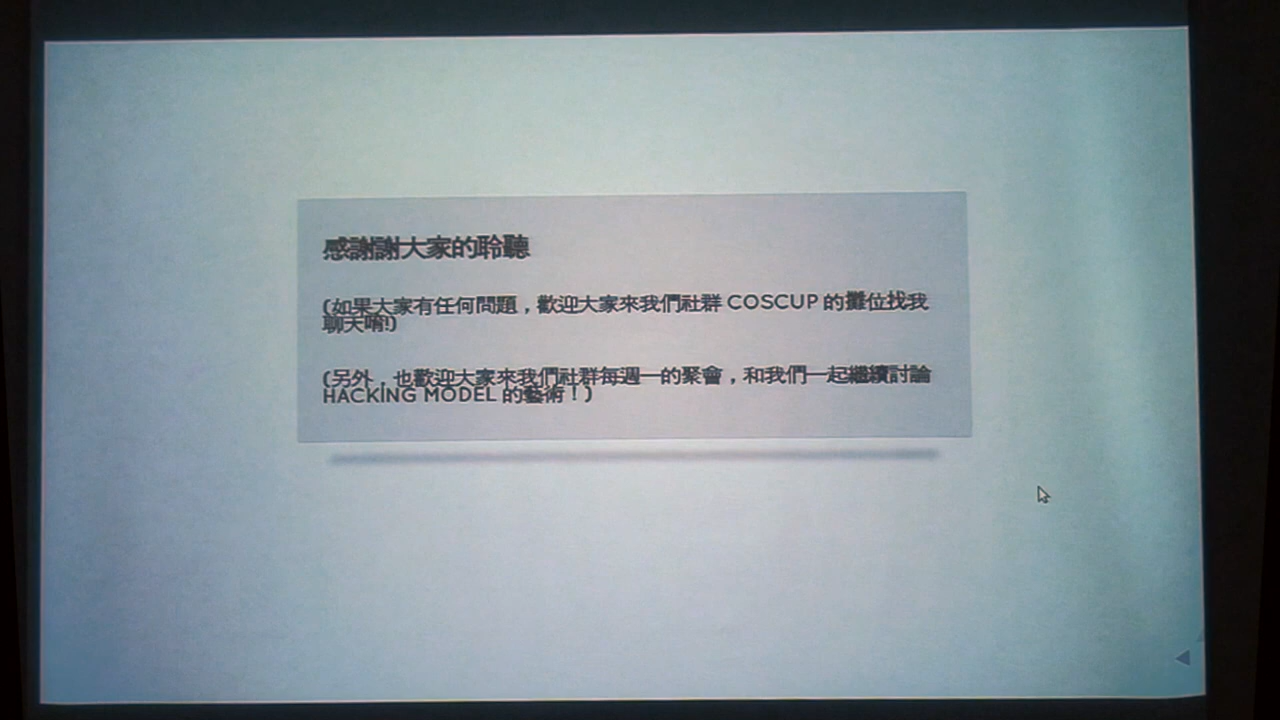 感謝謝大家的聆聽
(如果大家有任何問題，歡迎大家來我們社群 COSCUP 的攤位找我
聊天唷!)
(另外，也歡迎大家來我們社群每週一的聚會，和我們一起繼續討論
HACKING MODEL 的藝術！)